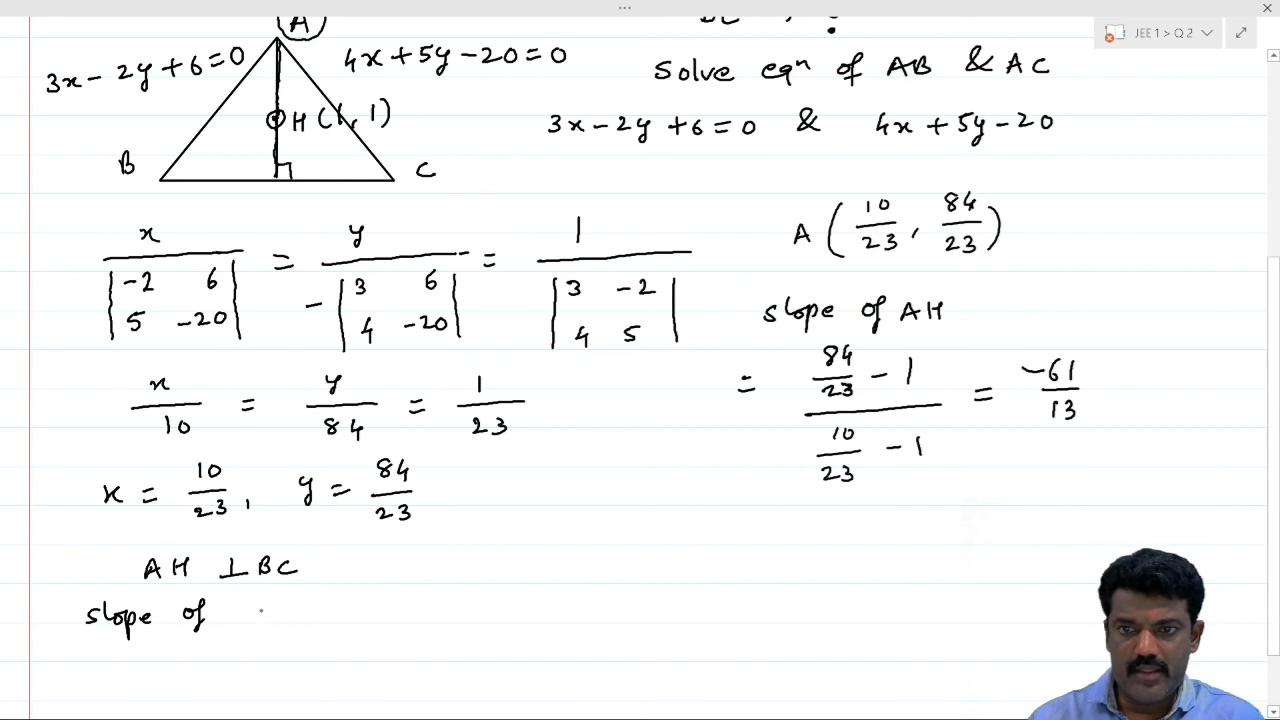 A
3x - 2y + 6 = 0
4x + 5y - 20 = 0
H (1, 1)
B
C
BC , ?
Solve eqⁿ of AB & AC
3x - 2y + 6 = 0 & 4x + 5y - 20
x / |-2 6; 5 -20| = y / -|3 6; 4 -20| = 1 / |3 -2; 4 5|
x/10 = y/84 = 1/23
x = 10/23, y = 84/23
AH ⊥ BC
slope of
A (10/23, 84/23)
slope of AH
= (84/23 - 1) / (10/23 - 1) = -61/13
JEE 1 > Q.2